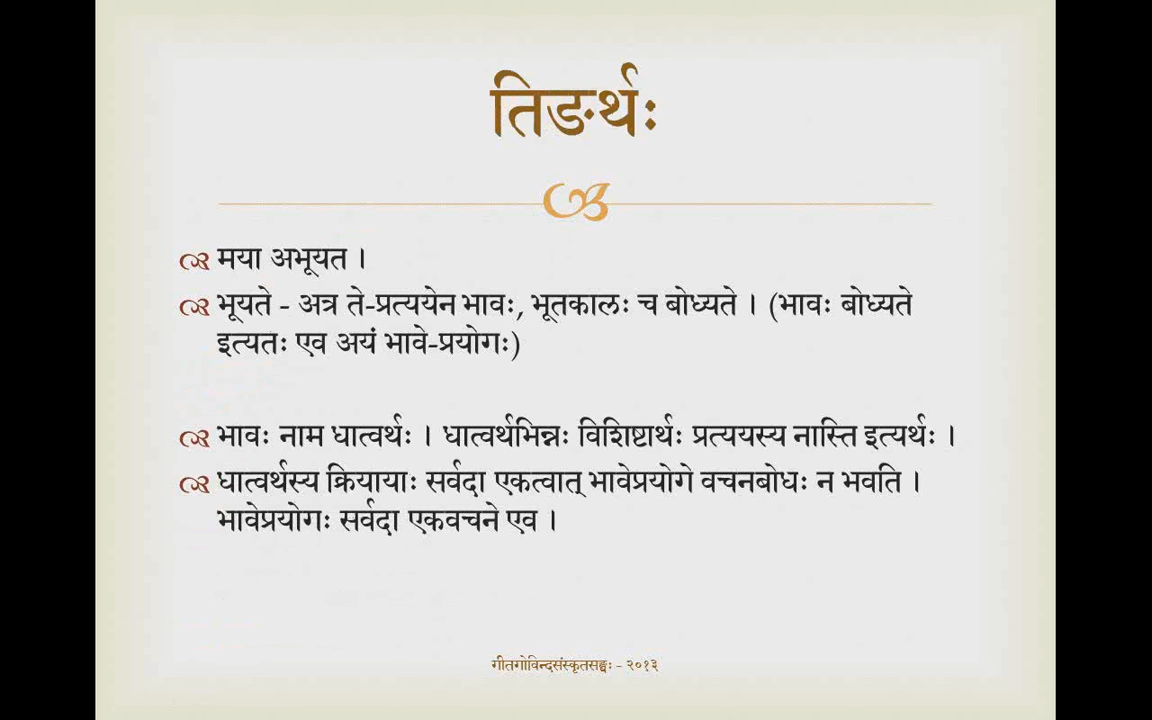 तिङर्थः
मया अभूयत ।
भूयते - अत्र ते-प्रत्ययेन भावः, भूतकालः च बोध्यते । (भावः बोध्यते
इत्यतः एव अयं भावे-प्रयोगः)
भावः नाम धात्वर्थः । धात्वर्थभिन्नः विशिष्टार्थः प्रत्ययस्य नास्ति इत्यर्थः ।
धात्वर्थस्य क्रियायाः सर्वदा एकत्वात् भावेप्रयोगे वचनबोधः न भवति ।
भावेप्रयोगः सर्वदा एकवचने एव ।
गीतगोविन्दसंस्कृतसङ्घः - २०१३